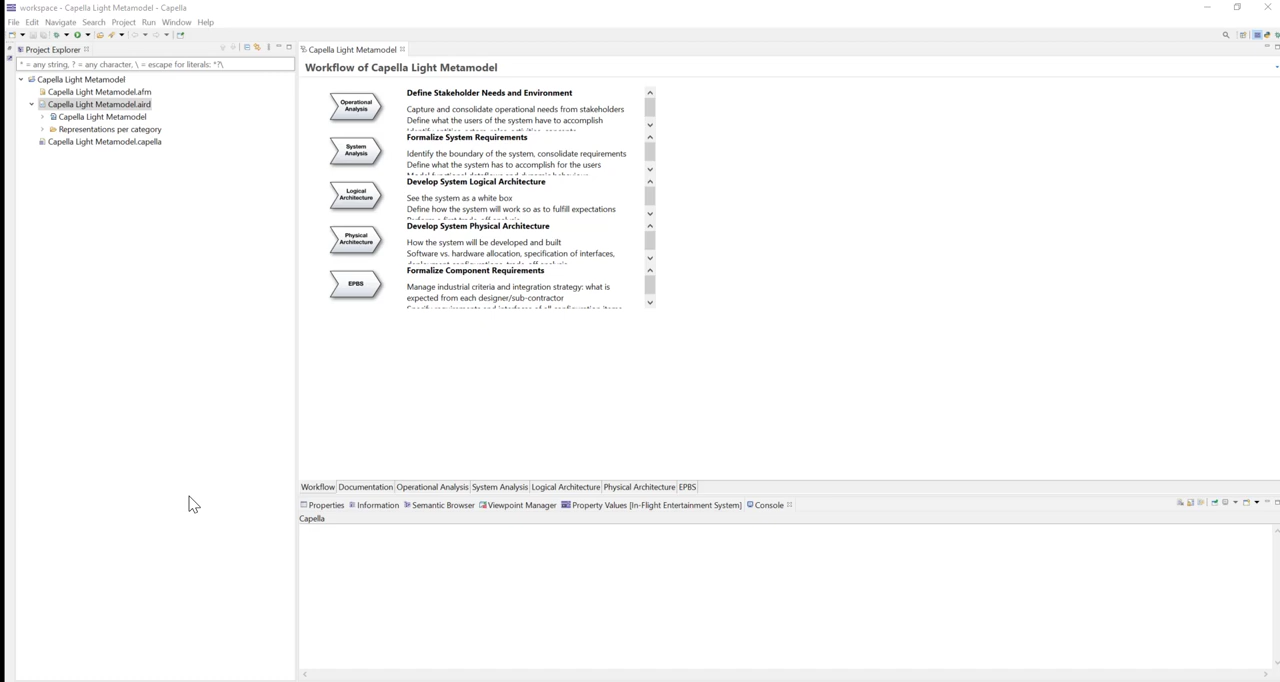 workspace - Capella Light Metamodel - Capella
File Edit Navigate Search Project Run Window Help
Project Explorer
* = any string, ? = any character, \ = escape for literals: *?\
Capella Light Metamodel
Capella Light Metamodel.afm
Capella Light Metamodel.aird
Capella Light Metamodel
Representations per category
Capella Light Metamodel.capella
Capella Light Metamodel
Workflow of Capella Light Metamodel
Operational
Analysis
Define Stakeholder Needs and Environment
Capture and consolidate operational needs from stakeholders
Define what the users of the system have to accomplish
System
Analysis
Formalize System Requirements
Identify the boundary of the system, consolidate requirements
Define what the system has to accomplish for the users
Logical
Architecture
Develop System Logical Architecture
See the system as a white box
Define how the system will work so as to fulfill expectations
Physical
Architecture
Develop System Physical Architecture
How the system will be developed and built
Software vs. hardware allocation, specification of interfaces,
EPBS
Formalize Component Requirements
Manage industrial criteria and integration strategy: what is
expected from each designer/sub-contractor
Workflow Documentation Operational Analysis System Analysis Logical Architecture Physical Architecture EPBS
Properties Information Semantic Browser Viewpoint Manager Property Values [In-Flight Entertainment System] Console
Capella